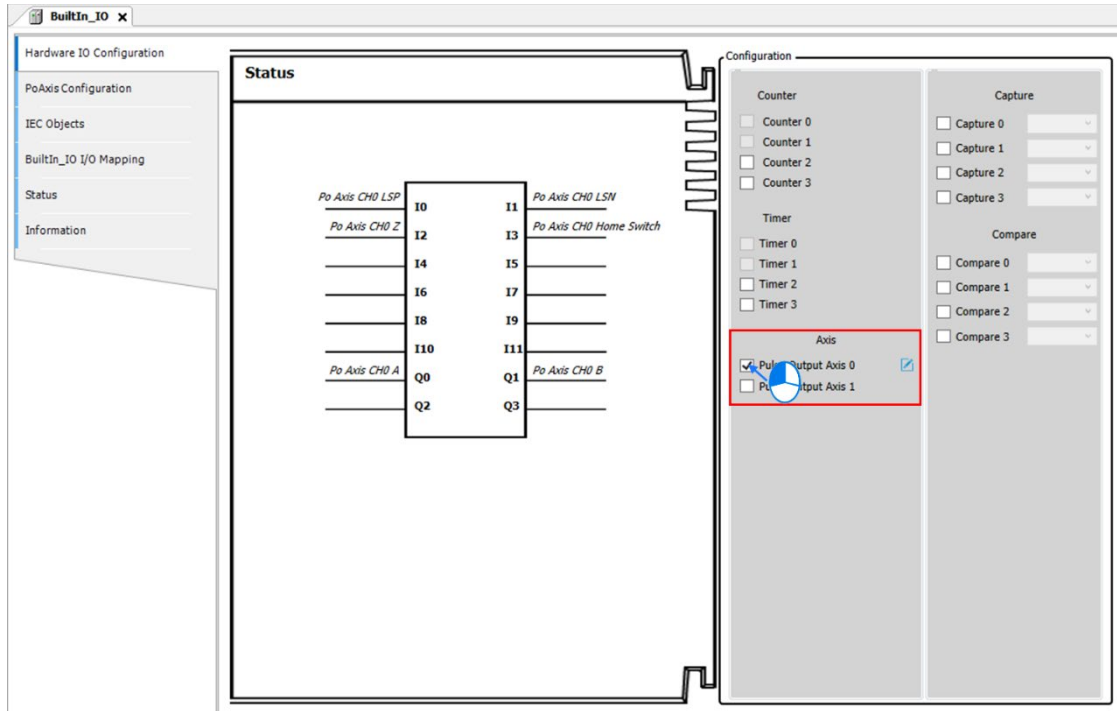 BuiltIn_IO X
Hardware IO Configuration
PoAxis Configuration
IEC Objects
BuiltIn_IO I/O Mapping
Status
Information
Status
Po Axis CH0 LSP I0 I1 Po Axis CH0 LSN
Po Axis CH0 Z I2 I3 Po Axis CH0 Home Switch
I4 I5
I6 I7
I8 I9
I10 I11
Po Axis CH0 A Q0 Q1 Po Axis CH0 B
Q2 Q3
Configuration
Counter
Counter 0
Counter 1
Counter 2
Counter 3
Timer
Timer 0
Timer 1
Timer 2
Timer 3
Axis
Output Axis 0
Axis 1
Capture
Capture 0
Capture 1
Capture 2
Capture 3
Compare
Compare 0
Compare 1
Compare 2
Compare 3